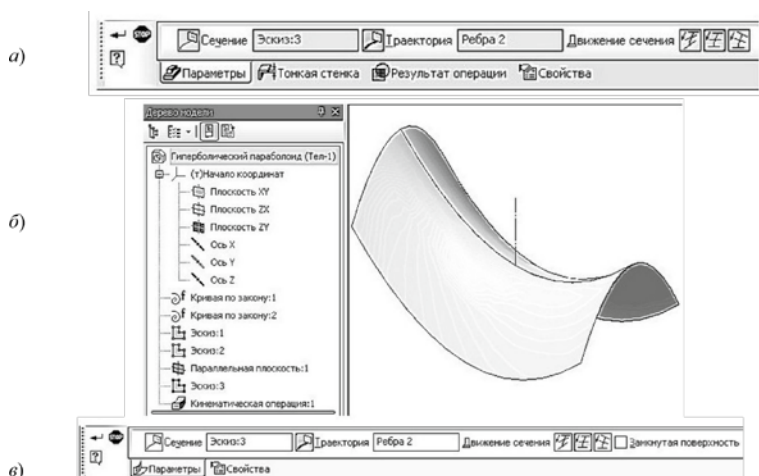 а)
Сечение Эскиз:3 Траектория Ребра 2 Движение сечения
Параметры Тонкая стенка Результат операции Свойства
б)
Дерево модели
Гиперболический параболоид (Тел-1)
(т)Начало координат
Плоскость XY
Плоскость ZX
Плоскость ZY
Ось X
Ось Y
Ось Z
Кривая по закону:1
Кривая по закону:2
Эскиз:1
Эскиз:2
Параллельная плоскость:1
Эскиз:3
Кинематическая операция:1
в)
Сечение Эскиз:3 Траектория Ребра 2 Движение сечения Замкнутая поверхность
Параметры Свойства